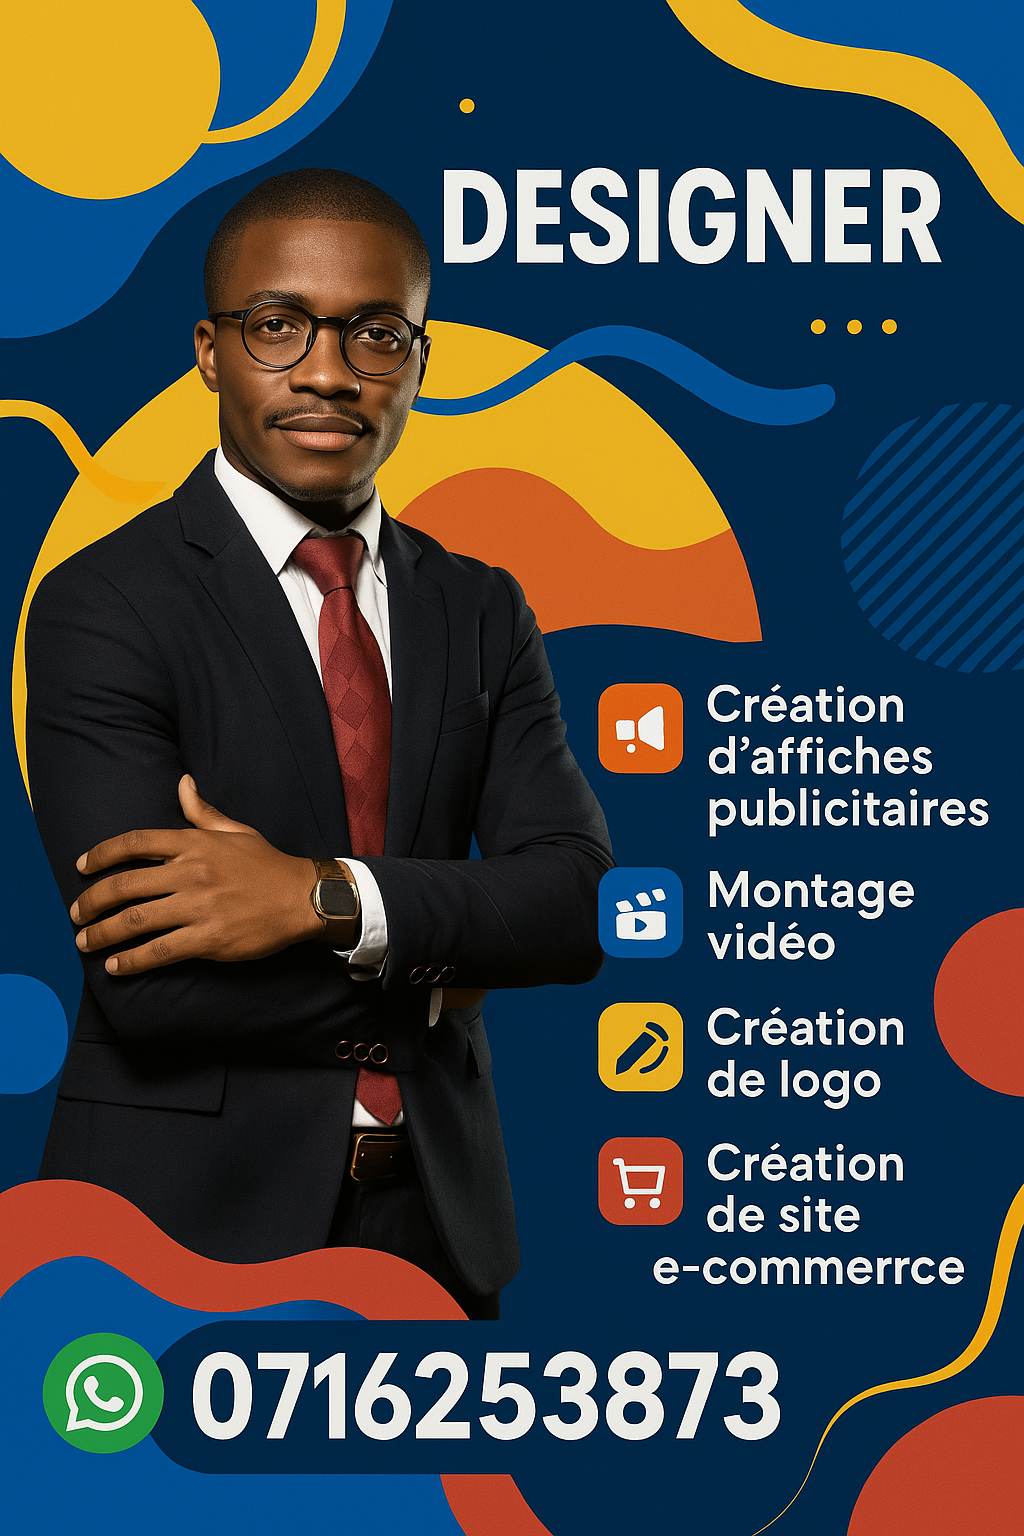 DESIGNER
Création
d’affiches
publicitaires
Montage
vidéo
Création
de logo
Création
de site
e-commerrce
0716253873